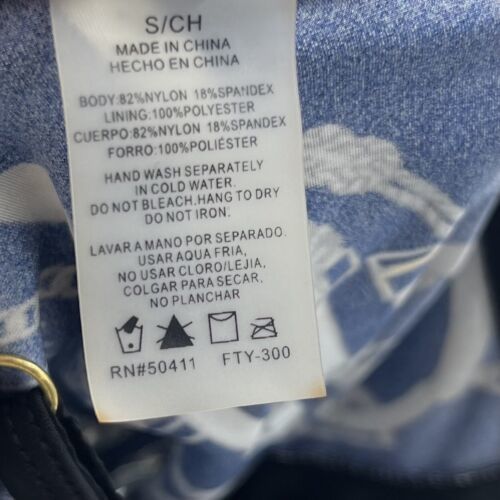 S/CH
MADE IN CHINA
HECHO EN CHINA
BODY:82%NYLON 18%SPANDEX
LINING:100%POLYESTER
CUERPO:82%NYLON 18%SPANDEX
FORRO:100%POLIÉSTER
HAND WASH SEPARATELY
IN COLD WATER.
DO NOT BLEACH.HANG TO DRY
DO NOT IRON.
LAVAR A MANO POR SEPARADO.
USAR AQUA FRIA,
NO USAR CLORO/LEJIA,
COLGAR PARA SECAR.
NO PLANCHAR
RN#50411 FTY-300